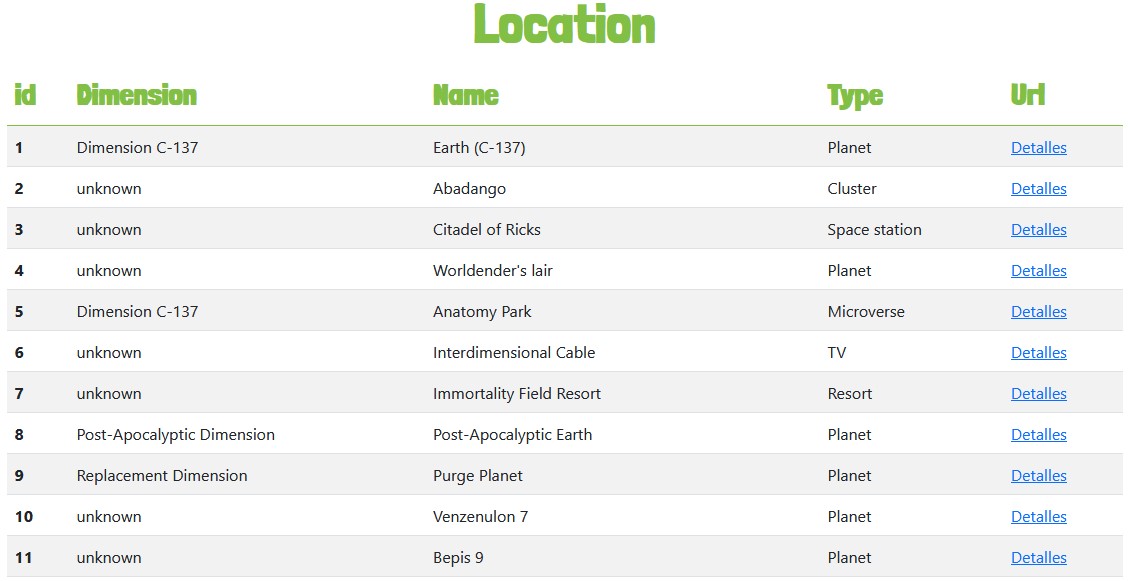 Location
id Dimension Name Type Url
1 Dimension C-137 Earth (C-137) Planet Detalles
2 unknown Abadango Cluster Detalles
3 unknown Citadel of Ricks Space station Detalles
4 unknown Worldender's lair Planet Detalles
5 Dimension C-137 Anatomy Park Microverse Detalles
6 unknown Interdimensional Cable TV Detalles
7 unknown Immortality Field Resort Resort Detalles
8 Post-Apocalyptic Dimension Post-Apocalyptic Earth Planet Detalles
9 Replacement Dimension Purge Planet Planet Detalles
10 unknown Venzenulon 7 Planet Detalles
11 unknown Bepis 9 Planet Detalles